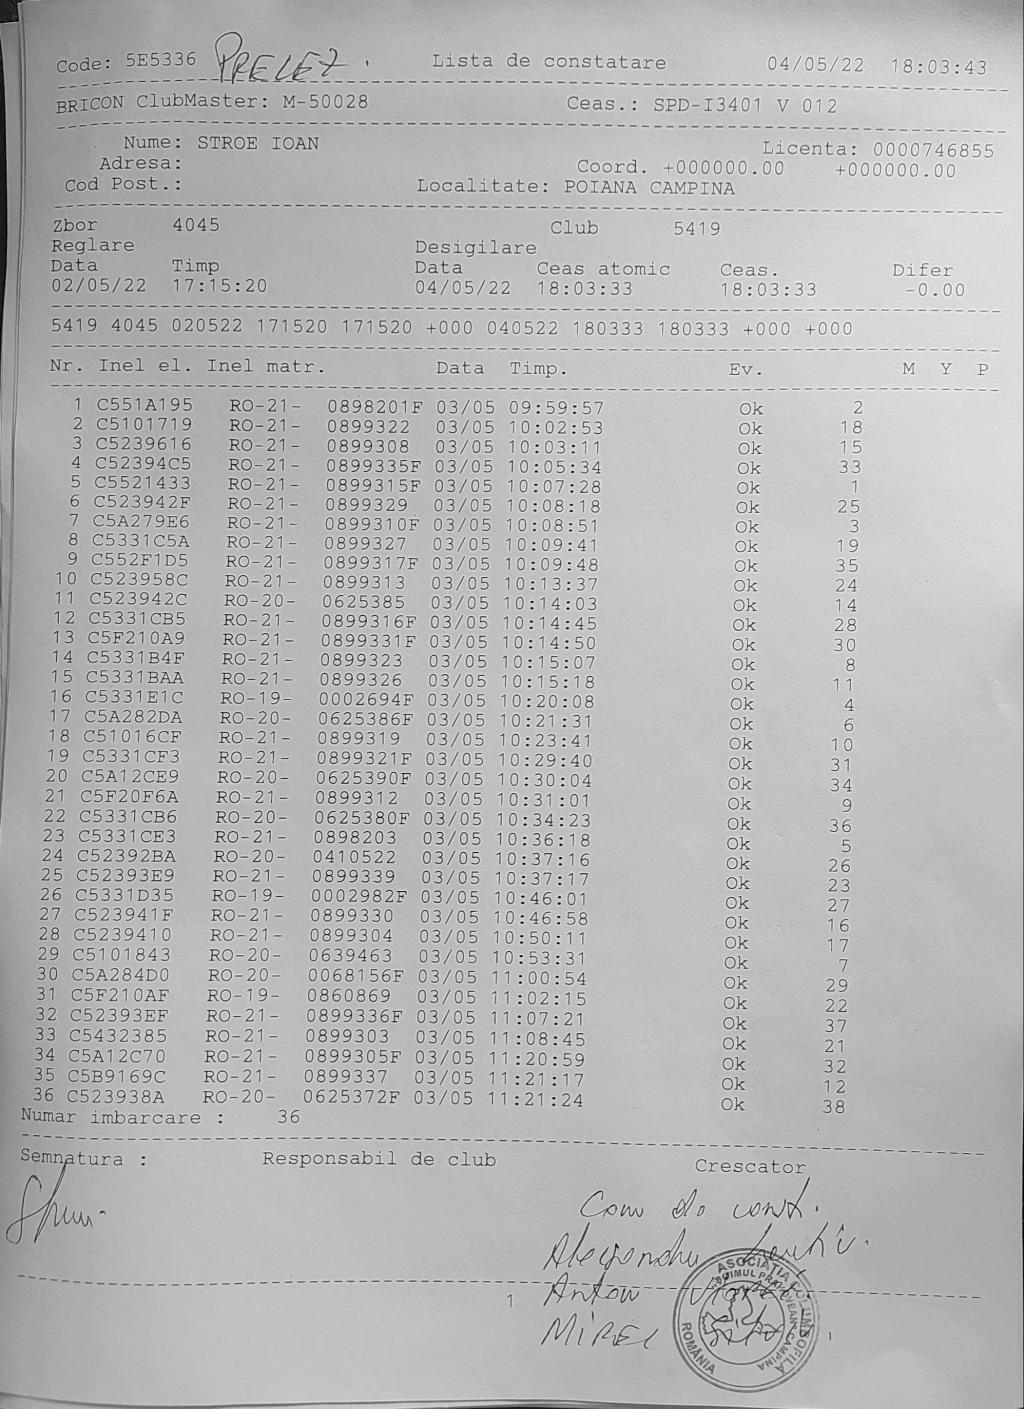 Code: 5E5336 PRELEZ. Lista de constatare 04/05/22 18:03:43
BRICON ClubMaster: M-50028 Ceas.: SPD-I3401 V 012
Nume: STROE IOAN Licenta: 0000746855
Adresa: Coord. +000000.00 +000000.00
Cod Post.: Localitate: POIANA CAMPINA
Zbor 4045 Club 5419
Reglare Desigilare
Data Timp Data Ceas atomic Ceas. Difer
02/05/22 17:15:20 04/05/22 18:03:33 18:03:33 -0.00
5419 4045 020522 171520 171520 +000 040522 180333 180333 +000 +000
Nr. Inel el. Inel matr. Data Timp. Ev. M Y P
1 C551A195 RO-21- 0898201F 03/05 09:59:57 Ok 2
2 C5101719 RO-21- 0899322 03/05 10:02:53 Ok 18
3 C5239616 RO-21- 0899308 03/05 10:03:11 Ok 15
4 C52394C5 RO-21- 0899335F 03/05 10:05:34 Ok 33
5 C5521433 RO-21- 0899315F 03/05 10:07:28 Ok 1
6 C523942F RO-21- 0899329 03/05 10:08:18 Ok 25
7 C5A279E6 RO-21- 0899310F 03/05 10:08:51 Ok 3
8 C5331C5A RO-21- 0899327 03/05 10:09:41 Ok 19
9 C552F1D5 RO-21- 0899317F 03/05 10:09:48 Ok 35
10 C523958C RO-21- 0899313 03/05 10:13:37 Ok 24
11 C523942C RO-20- 0625385 03/05 10:14:03 Ok 14
12 C5331CB5 RO-21- 0899316F 03/05 10:14:45 Ok 28
13 C5F210A9 RO-21- 0899331F 03/05 10:14:50 Ok 30
14 C5331B4F RO-21- 0899323 03/05 10:15:07 Ok 8
15 C5331BAA RO-21- 0899326 03/05 10:15:18 Ok 11
16 C5331E1C RO-19- 0002694F 03/05 10:20:08 Ok 4
17 C5A282DA RO-20- 0625386F 03/05 10:21:31 Ok 6
18 C51016CF RO-21- 0899319 03/05 10:23:41 Ok 10
19 C5331CF3 RO-21- 0899321F 03/05 10:29:40 Ok 31
20 C5A12CE9 RO-20- 0625390F 03/05 10:30:04 Ok 34
21 C5F20F6A RO-21- 0899312 03/05 10:31:01 Ok 9
22 C5331CB6 RO-20- 0625380F 03/05 10:34:23 Ok 36
23 C5331CE3 RO-21- 0898203 03/05 10:36:18 Ok 5
24 C52392BA RO-20- 0410522 03/05 10:37:16 Ok 26
25 C52393E9 RO-21- 0899339 03/05 10:37:17 Ok 23
26 C5331D35 RO-19- 0002982F 03/05 10:46:01 Ok 27
27 C523941F RO-21- 0899330 03/05 10:46:58 Ok 16
28 C5239410 RO-21- 0899304 03/05 10:50:11 Ok 17
29 C5101843 RO-20- 0639463 03/05 10:53:31 Ok 7
30 C5A284D0 RO-20- 0068156F 03/05 11:00:54 Ok 29
31 C5F210AF RO-19- 0860869 03/05 11:02:15 Ok 22
32 C52393EF RO-21- 0899336F 03/05 11:07:21 Ok 37
33 C5432385 RO-21- 0899303 03/05 11:08:45 Ok 21
34 C5A12C70 RO-21- 0899305F 03/05 11:20:59 Ok 32
35 C5B9169C RO-21- 0899337 03/05 11:21:17 Ok 12
36 C523938A RO-20- 0625372F 03/05 11:21:24 Ok 38
Numar imbarcare : 36
Semnatura : Responsabil de club Crescator
Com do const.
Anton
1
MIREL
ASOCIATIA COLUMBOFILA
CAMPINA
ROMÂNIA